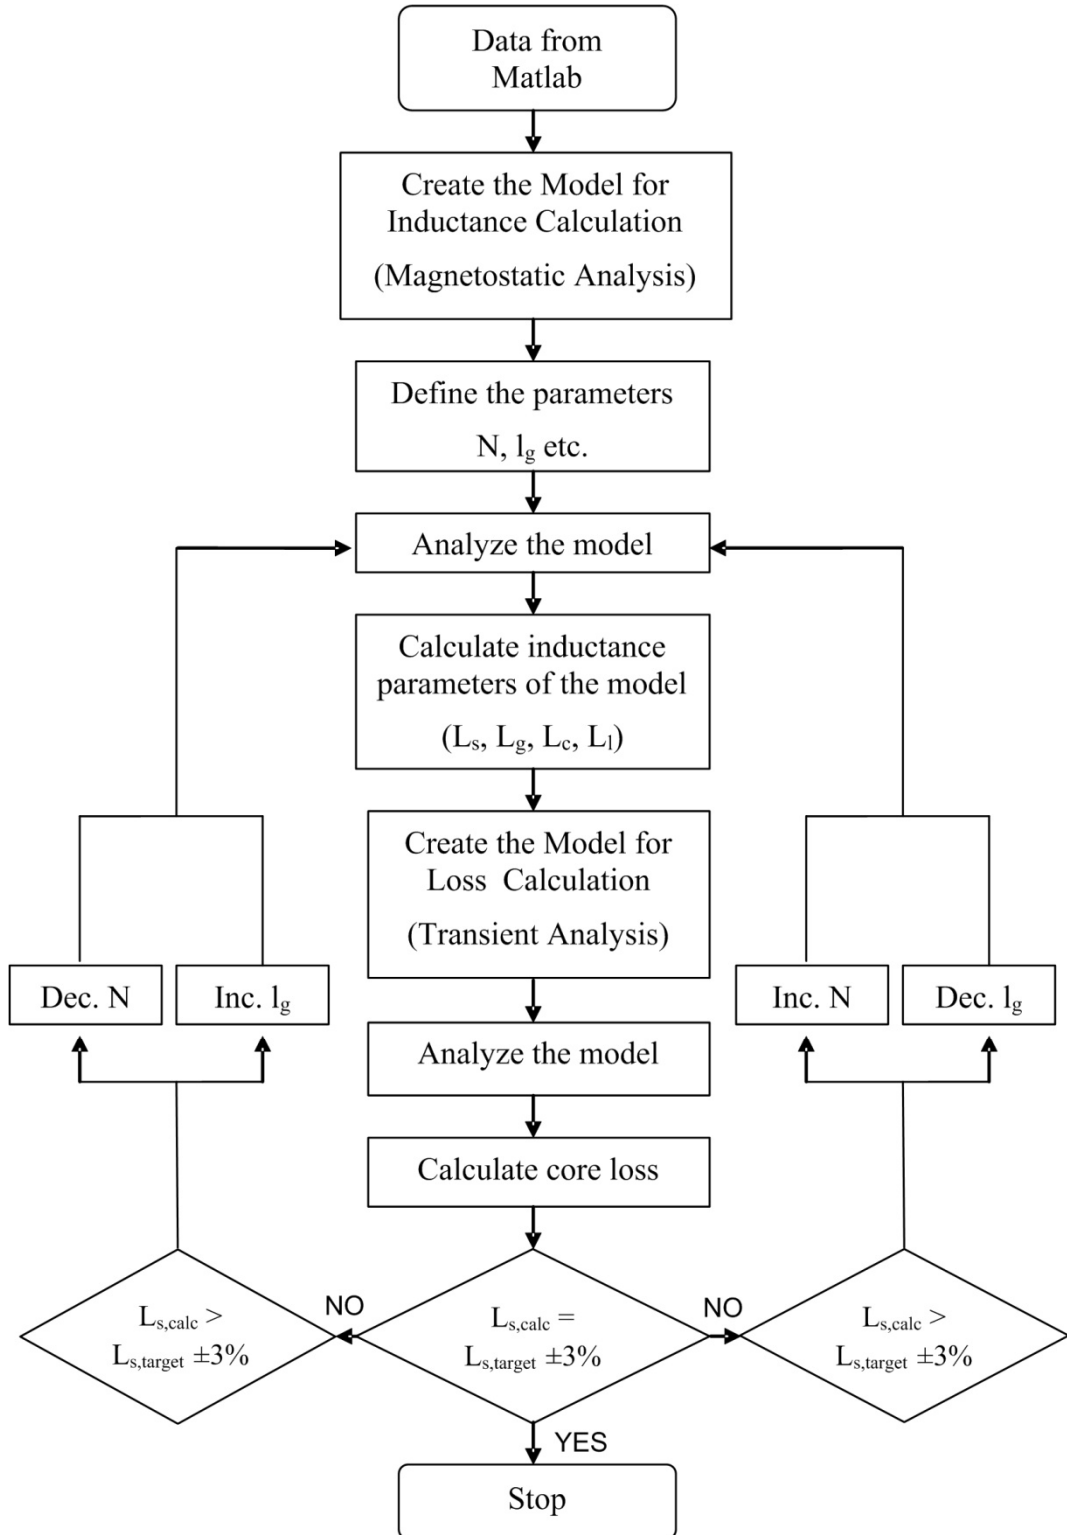 Data from
Matlab
Create the Model for
Inductance Calculation
(Magnetostatic Analysis)
Define the parameters
N, lg etc.
Analyze the model
Calculate inductance
parameters of the model
(Ls, Lg, Lc, Ll)
Create the Model for
Loss Calculation
(Transient Analysis)
Dec. N
Inc. lg
Inc. N
Dec. lg
Analyze the model
Calculate core loss
Ls,calc >
Ls,target ±3%
NO
Ls,calc =
Ls,target ±3%
NO
Ls,calc >
Ls,target ±3%
YES
Stop